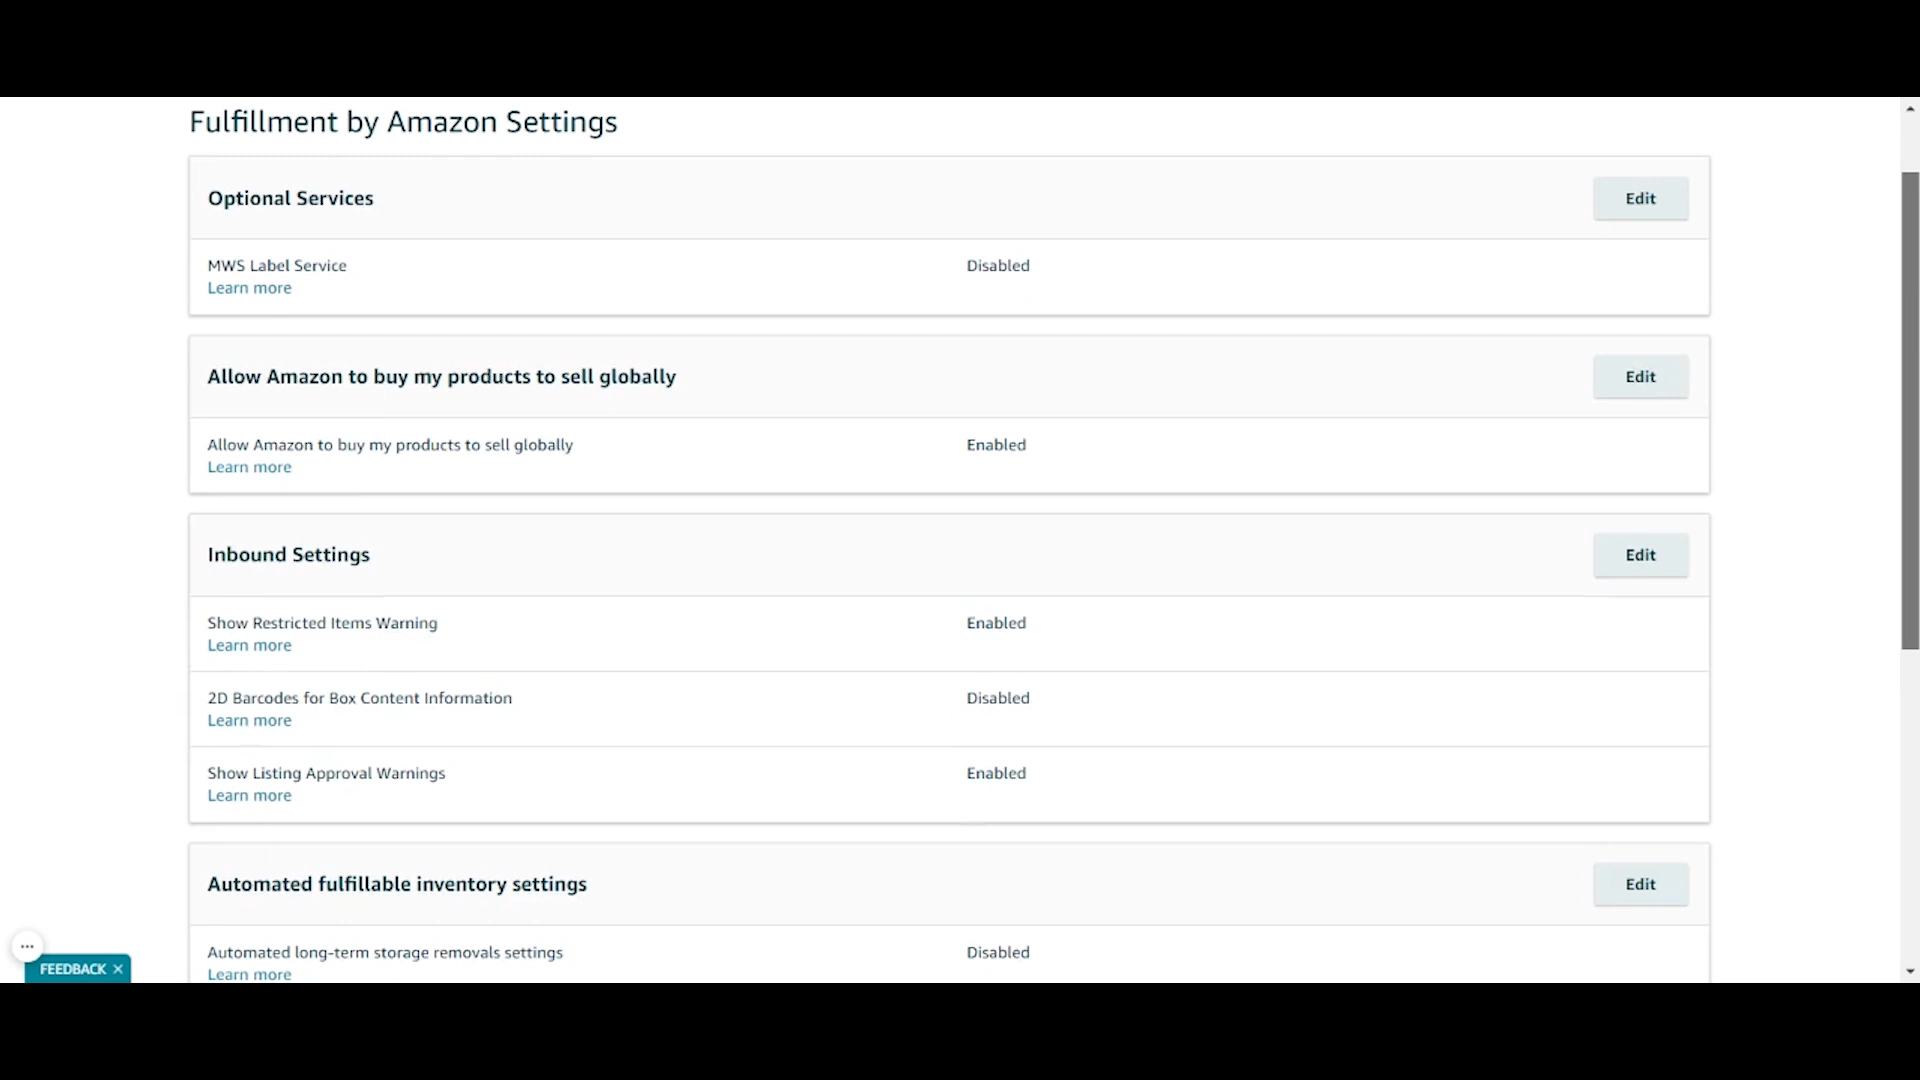 Fulfillment by Amazon Settings
Optional Services
Edit
MWS Label Service
Disabled
Learn more
Allow Amazon to buy my products to sell globally
Edit
Allow Amazon to buy my products to sell globally
Enabled
Learn more
Inbound Settings
Edit
Show Restricted Items Warning
Enabled
Learn more
2D Barcodes for Box Content Information
Disabled
Learn more
Show Listing Approval Warnings
Enabled
Learn more
Automated fulfillable inventory settings
Edit
Automated long-term storage removals settings
Disabled
Learn more
FEEDBACK